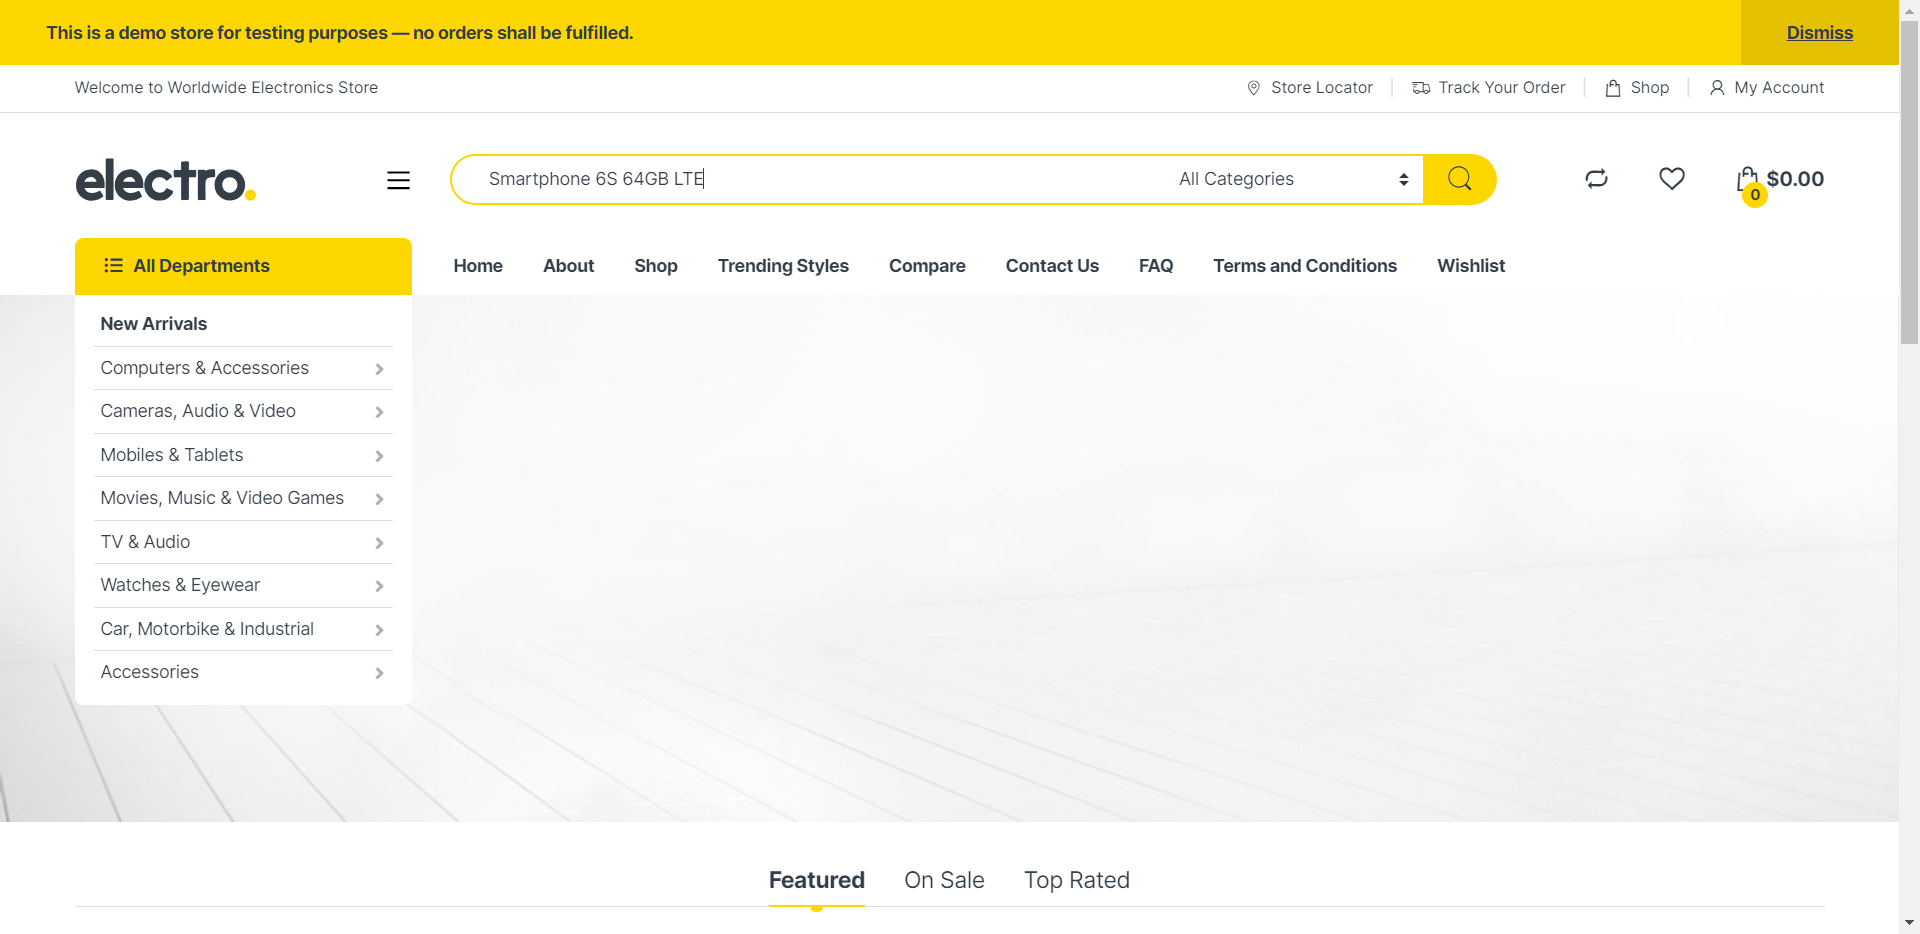 This is a demo store for testing purposes — no orders shall be fulfilled.
Dismiss
Welcome to Worldwide Electronics Store
Store Locator
Track Your Order
Shop
My Account
electro.
Smartphone 6S 64GB LTE
All Categories
0
$0.00
All Departments
Home
About
Shop
Trending Styles
Compare
Contact Us
FAQ
Terms and Conditions
Wishlist
New Arrivals
Computers & Accessories
Cameras, Audio & Video
Mobiles & Tablets
Movies, Music & Video Games
TV & Audio
Watches & Eyewear
Car, Motorbike & Industrial
Accessories
Featured
On Sale
Top Rated